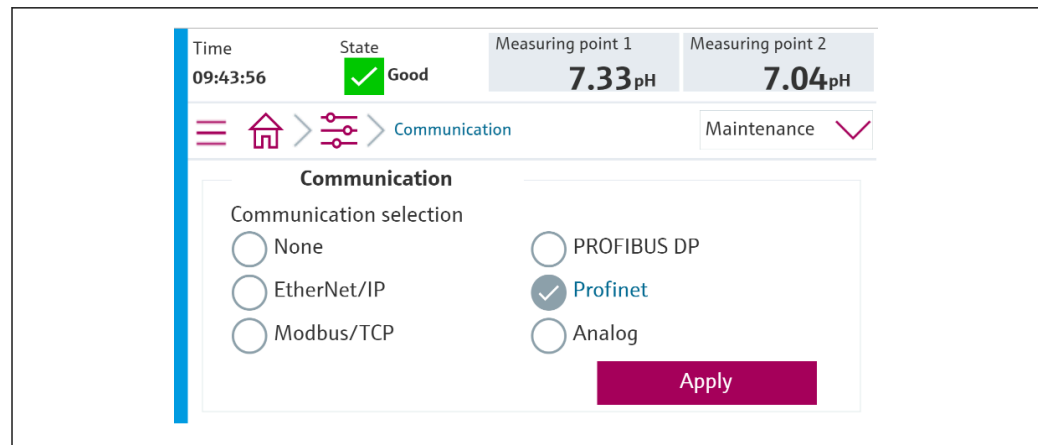 Time
State
Measuring point 1
Measuring point 2
09:43:56
Good
7.33pH
7.04pH
Communication
Maintenance
Communication
Communication selection
None
PROFIBUS DP
EtherNet/IP
Profinet
Modbus/TCP
Analog
Apply